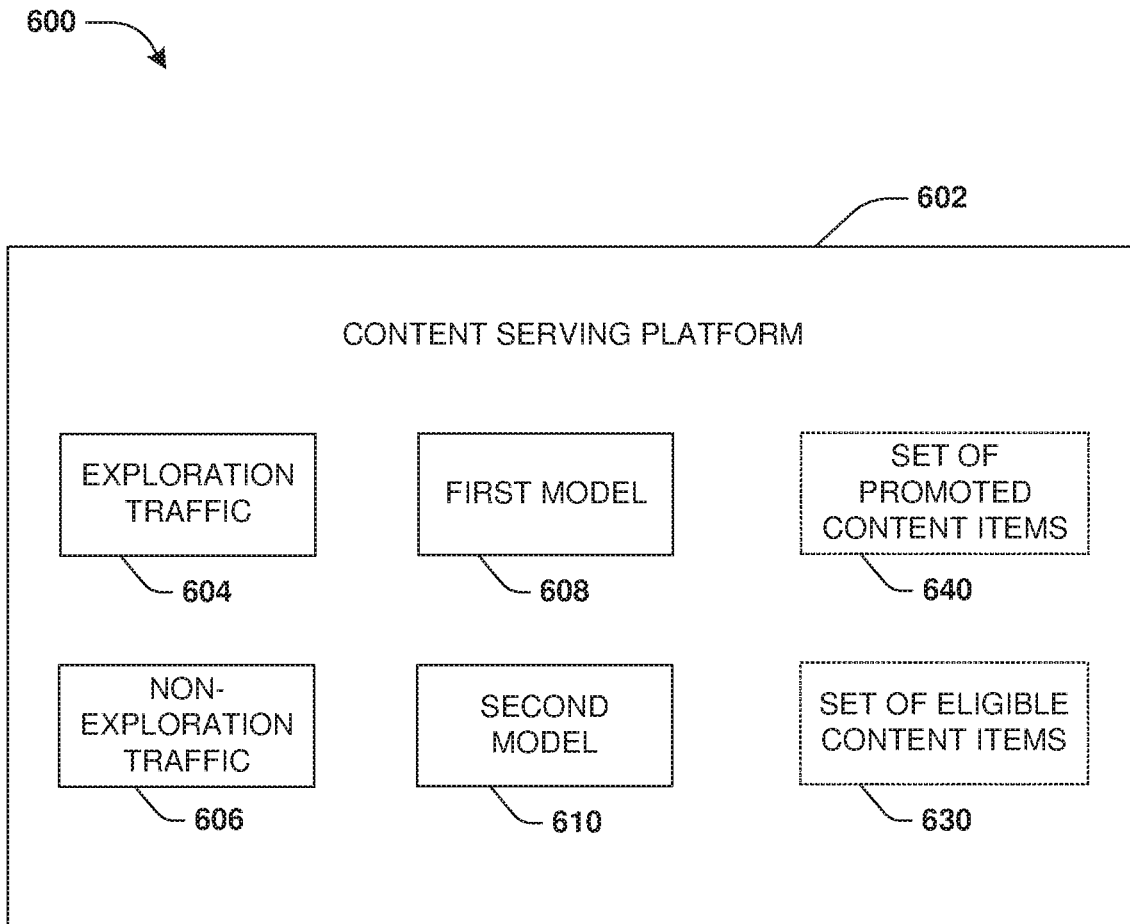 600
602
CONTENT SERVING PLATFORM
EXPLORATION
TRAFFIC
604
FIRST MODEL
608
SET OF
PROMOTED
CONTENT ITEMS
640
NON-
EXPLORATION
TRAFFIC
606
SECOND
MODEL
610
SET OF ELIGIBLE
CONTENT ITEMS
630